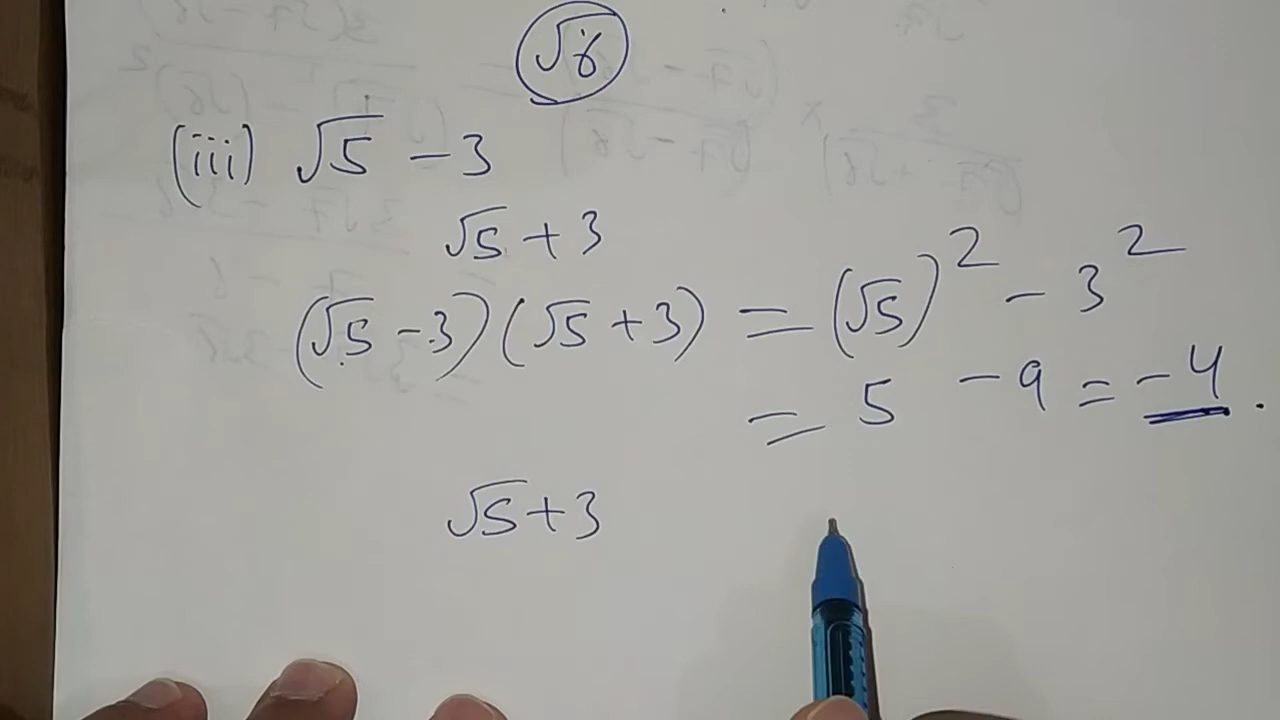 √6
(iii) √5 - 3
√5 + 3
(√5 - 3)(√5 + 3) = (√5)² - 3²
= 5 - 9 = -4.
√5 + 3